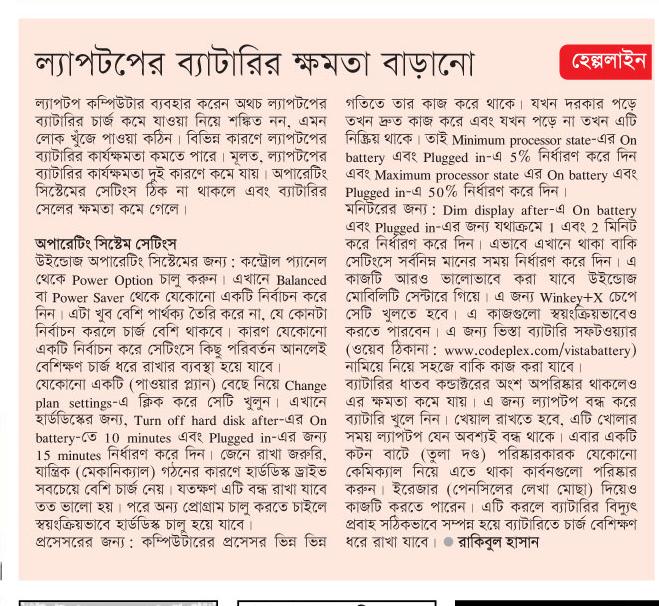 ল্যাপটপের ব্যাটারির ক্ষমতা বাড়ানো
হেল্পলাইন
ল্যাপটপ কম্পিউটার ব্যবহার করেন অথচ ল্যাপটপের
ব্যাটারির চার্জ কমে যাওয়া নিয়ে শঙ্কিত নন, এমন
লোক খুঁজে পাওয়া কঠিন। বিভিন্ন কারণে ল্যাপটপের
ব্যাটারির কার্যক্ষমতা কমতে পারে। মূলত, ল্যাপটপের
ব্যাটারির কার্যক্ষমতা দুই কারণে কমে যায়। অপারেটিং
সিস্টেমের সেটিংস ঠিক না থাকলে এবং ব্যাটারির
সেলের ক্ষমতা কমে গেলে।
অপারেটিং সিস্টেম সেটিংস
উইন্ডোজ অপারেটিং সিস্টেমের জন্য : কন্ট্রোল প্যানেল
থেকে Power Option চালু করুন। এখানে Balanced
বা Power Saver থেকে যেকোনো একটি নির্বাচন করে
নিন। এটা খুব বেশি পার্থক্য তৈরি করে না, যে কোনটা
নির্বাচন করলে চার্জ বেশি থাকবে। কারণ যেকোনো
একটি নির্বাচন করে সেটিংসে কিছু পরিবর্তন আনলেই
বেশিক্ষণ চার্জ ধরে রাখার ব্যবস্থা হয়ে যাবে।
যেকোনো একটি (পাওয়ার প্ল্যান) বেছে নিয়ে Change
plan settings-এ ক্লিক করে সেটি খুলুন। এখানে
হার্ডডিস্কের জন্য, Turn off hard disk after-এর On
battery-তে 10 minutes এবং Plugged in-এর জন্য
15 minutes নির্ধারণ করে দিন। জেনে রাখা জরুরি,
যান্ত্রিক (মেকানিক্যাল) গঠনের কারণে হার্ডডিস্ক ড্রাইভ
সবচেয়ে বেশি চার্জ নেয়। যতক্ষণ এটি বন্ধ রাখা যাবে
তত ভালো হয়। পরে অন্য প্রোগ্রাম চালু করতে চাইলে
স্বয়ংক্রিয়ভাবে হার্ডডিস্ক চালু হয়ে যাবে।
প্রসেসরের জন্য : কম্পিউটারের প্রসেসর ভিন্ন ভিন্ন
গতিতে তার কাজ করে থাকে। যখন দরকার পড়ে
তখন দ্রুত কাজ করে এবং যখন পড়ে না তখন এটি
নিষ্ক্রিয় থাকে। তাই Minimum processor state-এর On
battery এবং Plugged in-এ 5% নির্ধারণ করে দিন
এবং Maximum processor state এর On battery এবং
Plugged in-এ 50% নির্ধারণ করে দিন।
মনিটরের জন্য : Dim display after-এ On battery
এবং Plugged in-এর জন্য যথাক্রমে 1 এবং 2 মিনিট
করে নির্ধারণ করে দিন। এভাবে এখানে থাকা বাকি
সেটিংসে সর্বনিম্ন মানের সময় নির্ধারণ করে দিন। এ
কাজটি আরও ভালোভাবে করা যাবে উইন্ডোজ
মোবিলিটি সেন্টারে গিয়ে। এ জন্য Winkey+X চেপে
সেটি খুলতে হবে। এ কাজগুলো স্বয়ংক্রিয়ভাবেও
করতে পারবেন। এ জন্য ভিস্তা ব্যাটারি সফটওয়্যার
(ওয়েব ঠিকানা : www.codeplex.com/vistabattery)
নামিয়ে নিয়ে সহজে বাকি কাজ করা যাবে।
ব্যাটারির ধাতব কন্ডাক্টরের অংশ অপরিষ্কার থাকলেও
এর ক্ষমতা কমে যায়। এ জন্য ল্যাপটপ বন্ধ করে
ব্যাটারি খুলে নিন। খেয়াল রাখতে হবে, এটি খোলার
সময় ল্যাপটপ যেন অবশ্যই বন্ধ থাকে। এবার একটি
কটন বাটে (তুলা দণ্ড) পরিষ্কারকারক যেকোনো
কেমিক্যাল নিয়ে এতে থাকা কার্বনগুলো পরিষ্কার
করুন। ইরেজার (পেনসিলের লেখা মোছা) দিয়েও
কাজটি করতে পারেন। এটি করলে ব্যাটারির বিদ্যুৎ
প্রবাহ সঠিকভাবে সম্পন্ন হয়ে ব্যাটারিতে চার্জ বেশিক্ষণ
ধরে রাখা যাবে। ● রাকিবুল হাসান